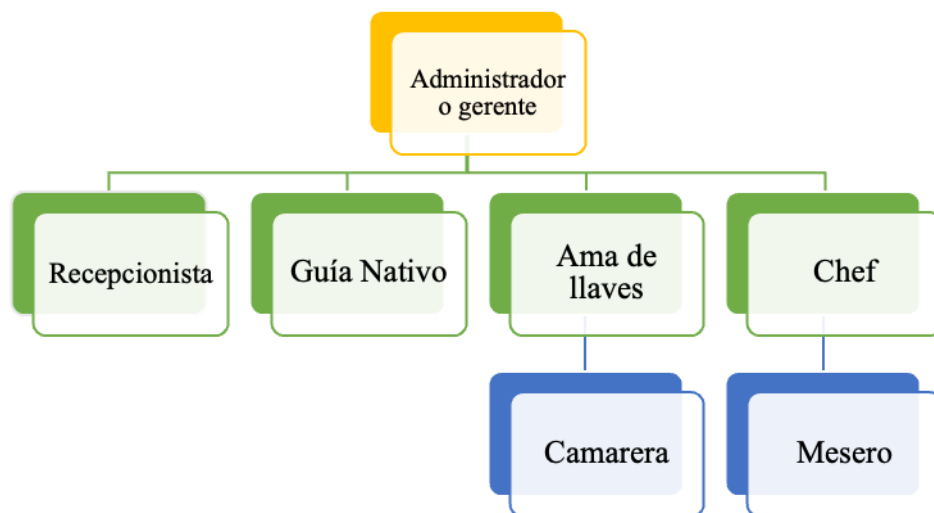 Administrador
o gerente
Recepcionista
Guía Nativo
Ama de
llaves
Chef
Camarera
Mesero